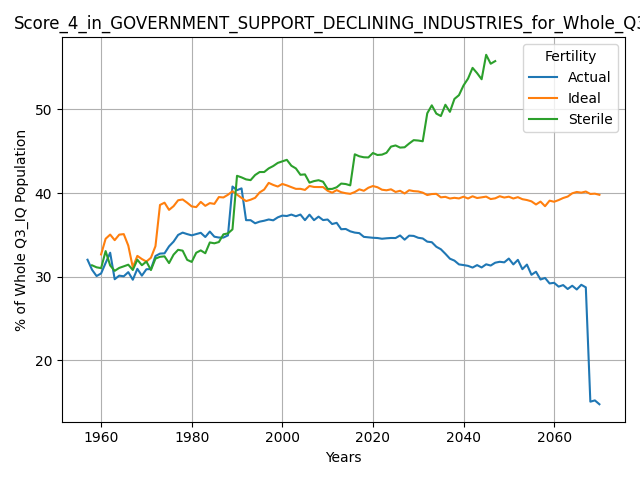 Score_4_in_GOVERNMENT_SUPPORT_DECLINING_INDUSTRIES_for_Whole_Q3
Fertility
Actual
Ideal
Sterile
% of Whole Q3_IQ Population
50
40
30
20
1960
1980
2000
2020
2040
2060
Years